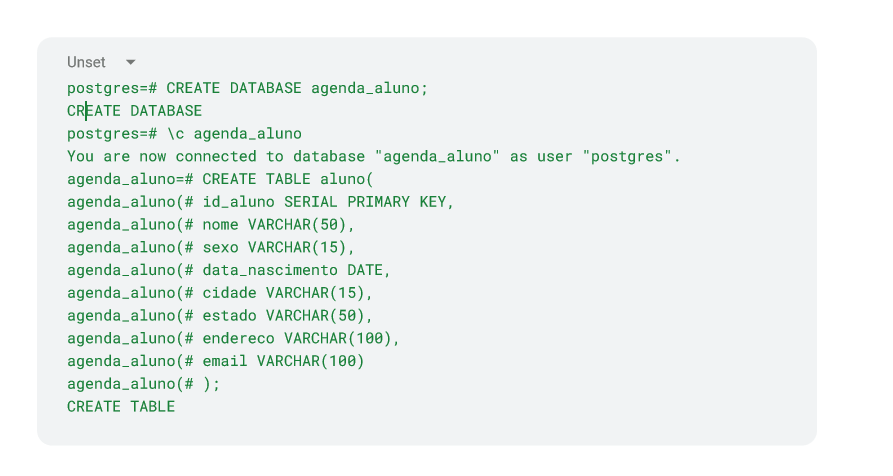 Unset
postgres=# CREATE DATABASE agenda_aluno;
CREATE DATABASE
postgres=# \c agenda_aluno
You are now connected to database "agenda_aluno" as user "postgres".
agenda_aluno=# CREATE TABLE aluno(
agenda_aluno(# id_aluno SERIAL PRIMARY KEY,
agenda_aluno(# nome VARCHAR(50),
agenda_aluno(# sexo VARCHAR(15),
agenda_aluno(# data_nascimento DATE,
agenda_aluno(# cidade VARCHAR(15),
agenda_aluno(# estado VARCHAR(50),
agenda_aluno(# endereco VARCHAR(100),
agenda_aluno(# email VARCHAR(100)
agenda_aluno(# );
CREATE TABLE